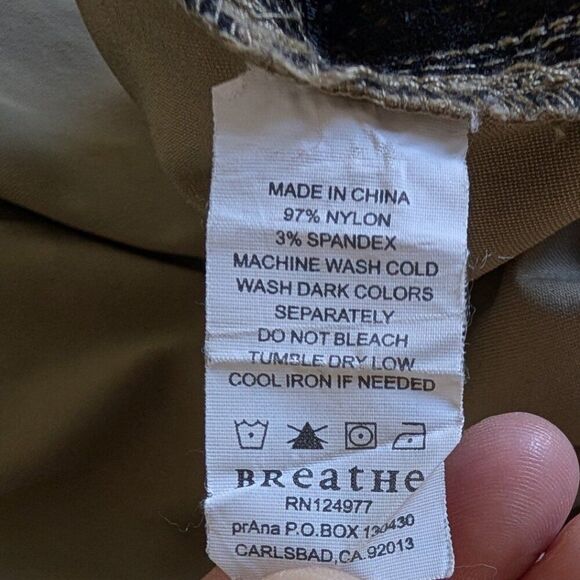 MADE IN CHINA
97% NYLON
3% SPANDEX
MACHINE WASH COLD
WASH DARK COLORS
SEPARATELY
DO NOT BLEACH
TUMBLE DRY LOW
COOL IRON IF NEEDED
BReatHe
RN124977
prAna P.O.BOX 130430
CARLSBAD,CA.92013